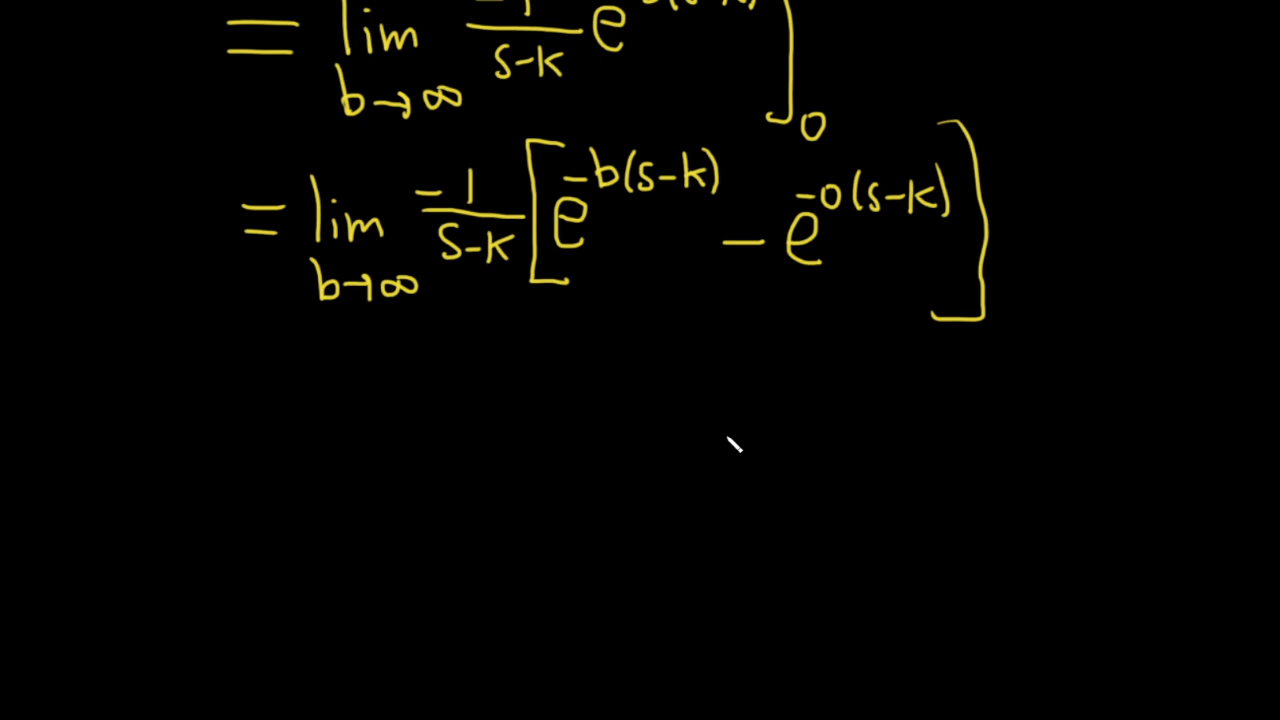 = lim b→∞ -1/(s-k) e ]0
= lim b→∞ -1/(s-k) [e^{-b(s-k)} - e^{-0(s-k)}]